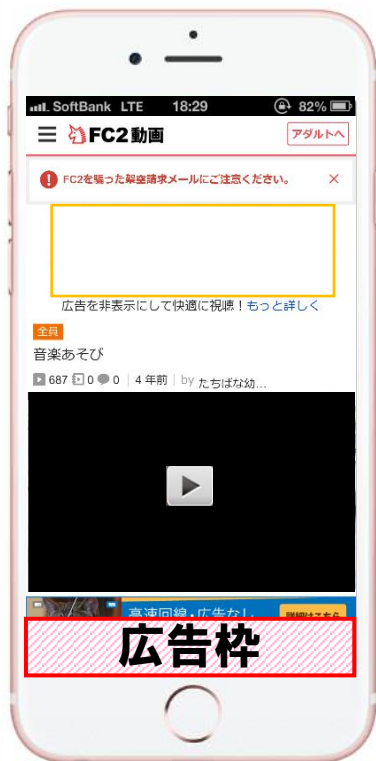 SoftBank LTE 18:29 82%
FC2動画 アダルトへ
FC2を騙った架空請求メールにご注意ください。 ×
広告を非表示にして快適に視聴！もっと詳しく
全員
音楽あそび
687 0 0 4 年前 by たちばな幼...
高速回線・広告なし 詳細はこちら
広告枠